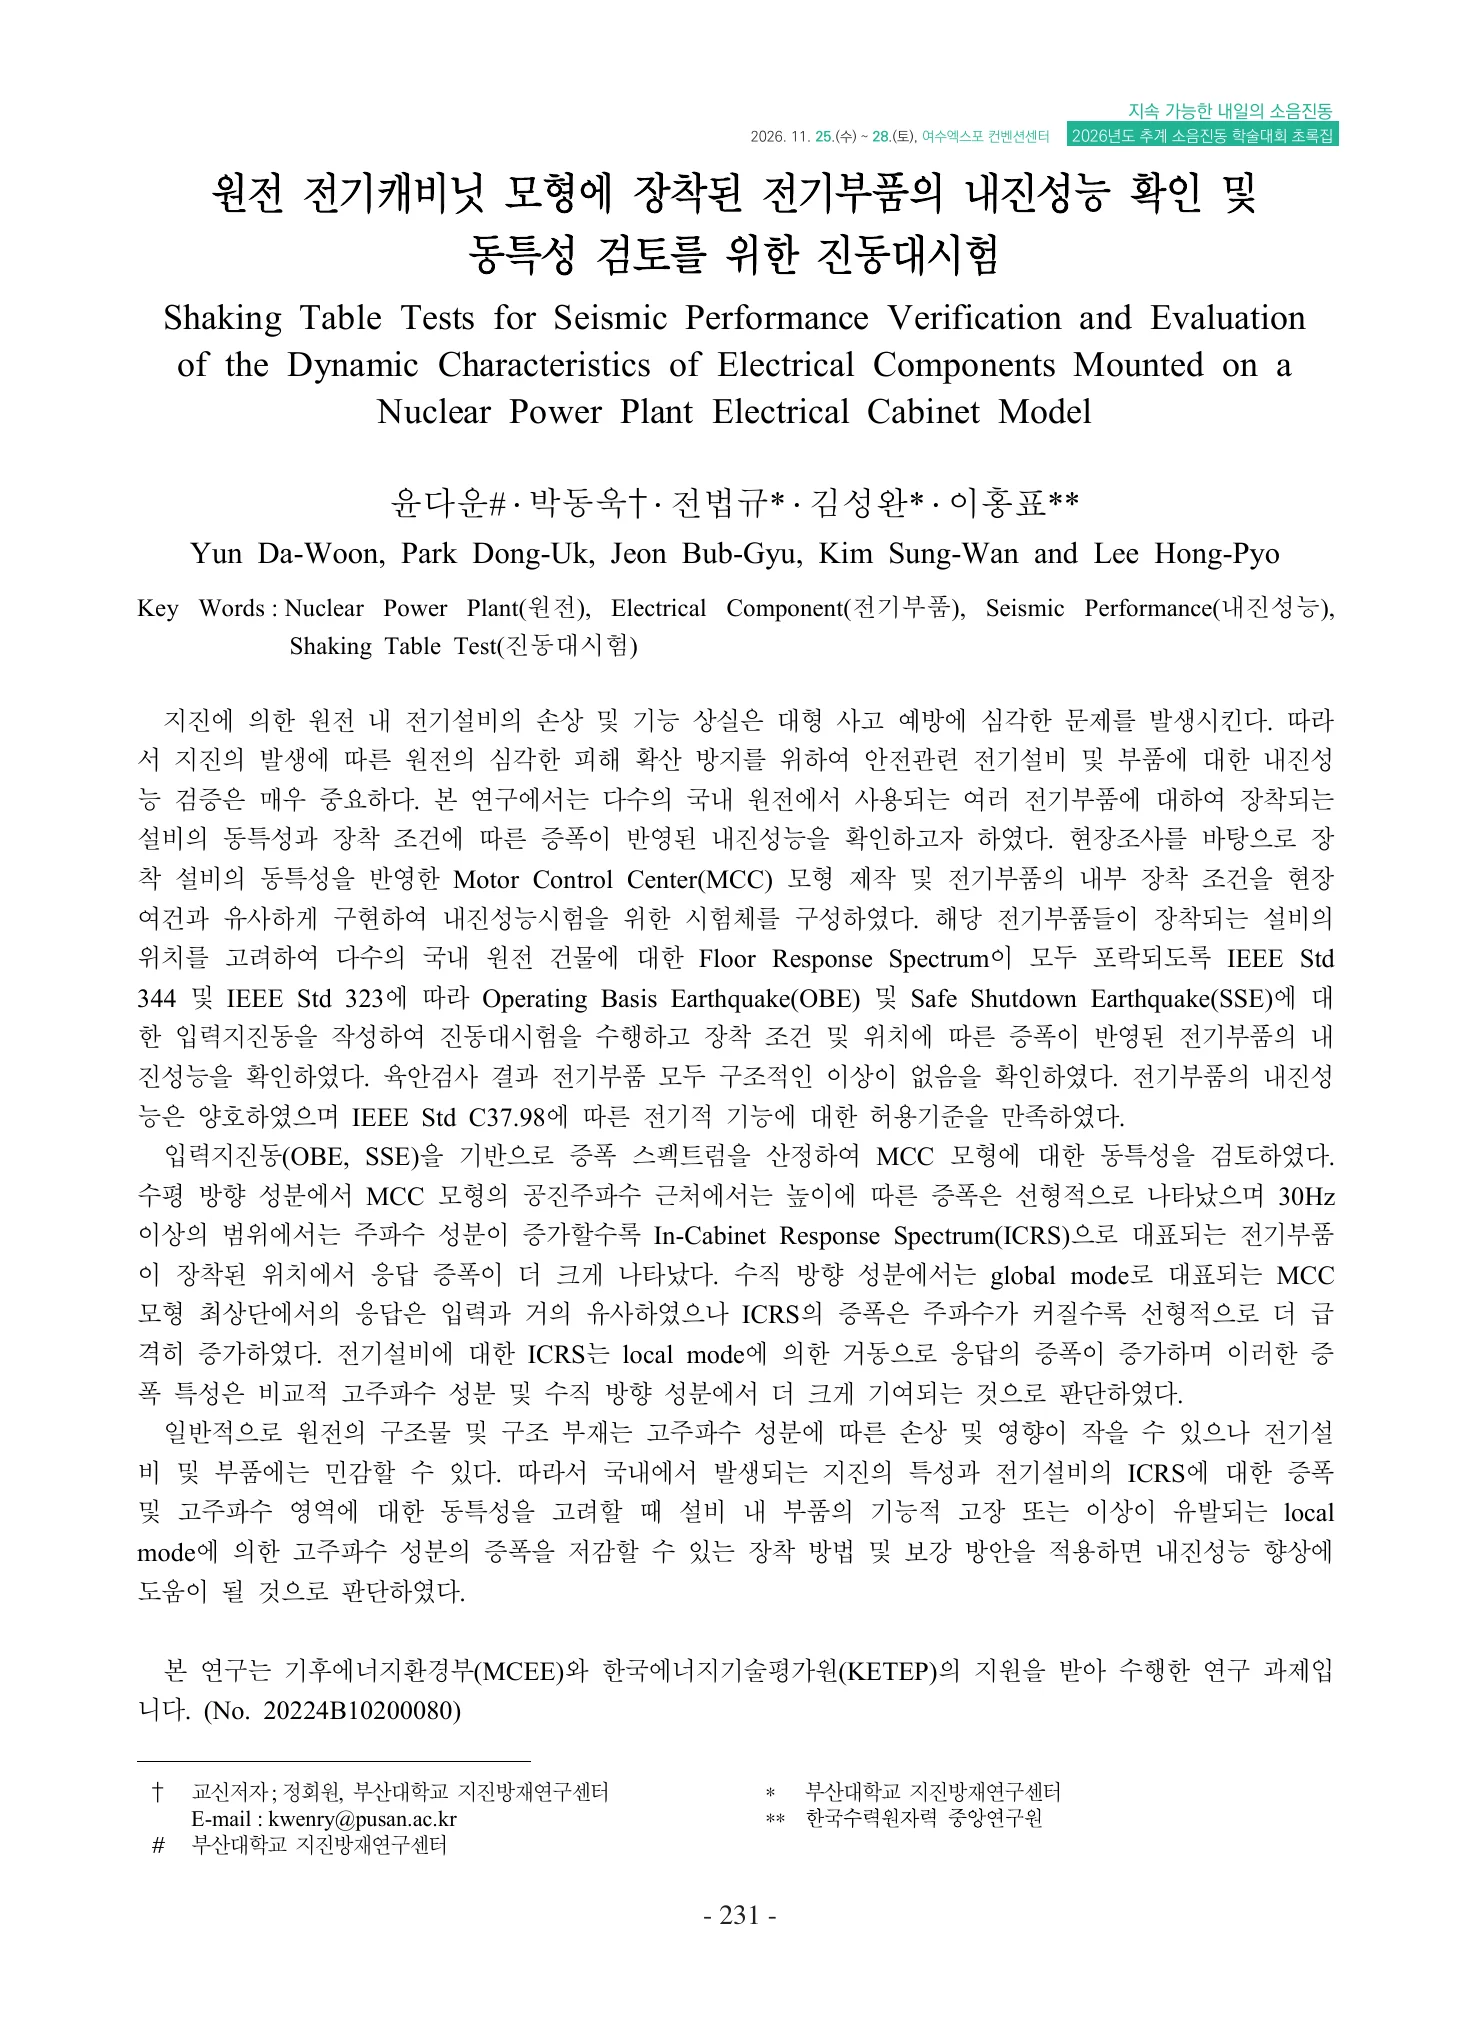 지속 가능한 내일의 소음진동
2026. 11. 25.(수) ~ 28.(토), 여수엑스포 컨벤션센터 2026년도 추계 소음진동 학술대회 초록집
원전 전기캐비닛 모형에 장착된 전기부품의 내진성능 확인 및
동특성 검토를 위한 진동대시험
Shaking Table Tests for Seismic Performance Verification and Evaluation
of the Dynamic Characteristics of Electrical Components Mounted on a
Nuclear Power Plant Electrical Cabinet Model
윤다운# · 박동욱† · 전법규* · 김성완* · 이홍표**
Yun Da-Woon, Park Dong-Uk, Jeon Bub-Gyu, Kim Sung-Wan and Lee Hong-Pyo
Key Words : Nuclear Power Plant(원전), Electrical Component(전기부품), Seismic Performance(내진성능),
Shaking Table Test(진동대시험)
지진에 의한 원전 내 전기설비의 손상 및 기능 상실은 대형 사고 예방에 심각한 문제를 발생시킨다. 따라
서 지진의 발생에 따른 원전의 심각한 피해 확산 방지를 위하여 안전관련 전기설비 및 부품에 대한 내진성
능 검증은 매우 중요하다. 본 연구에서는 다수의 국내 원전에서 사용되는 여러 전기부품에 대하여 장착되는
설비의 동특성과 장착 조건에 따른 증폭이 반영된 내진성능을 확인하고자 하였다. 현장조사를 바탕으로 장
착 설비의 동특성을 반영한 Motor Control Center(MCC) 모형 제작 및 전기부품의 내부 장착 조건을 현장
여건과 유사하게 구현하여 내진성능시험을 위한 시험체를 구성하였다. 해당 전기부품들이 장착되는 설비의
위치를 고려하여 다수의 국내 원전 건물에 대한 Floor Response Spectrum이 모두 포락되도록 IEEE Std
344 및 IEEE Std 323에 따라 Operating Basis Earthquake(OBE) 및 Safe Shutdown Earthquake(SSE)에 대
한 입력지진동을 작성하여 진동대시험을 수행하고 장착 조건 및 위치에 따른 증폭이 반영된 전기부품의 내
진성능을 확인하였다. 육안검사 결과 전기부품 모두 구조적인 이상이 없음을 확인하였다. 전기부품의 내진성
능은 양호하였으며 IEEE Std C37.98에 따른 전기적 기능에 대한 허용기준을 만족하였다.
입력지진동(OBE, SSE)을 기반으로 증폭 스펙트럼을 산정하여 MCC 모형에 대한 동특성을 검토하였다.
수평 방향 성분에서 MCC 모형의 공진주파수 근처에서는 높이에 따른 증폭은 선형적으로 나타났으며 30Hz
이상의 범위에서는 주파수 성분이 증가할수록 In-Cabinet Response Spectrum(ICRS)으로 대표되는 전기부품
이 장착된 위치에서 응답 증폭이 더 크게 나타났다. 수직 방향 성분에서는 global mode로 대표되는 MCC
모형 최상단에서의 응답은 입력과 거의 유사하였으나 ICRS의 증폭은 주파수가 커질수록 선형적으로 더 급
격히 증가하였다. 전기설비에 대한 ICRS는 local mode에 의한 거동으로 응답의 증폭이 증가하며 이러한 증
폭 특성은 비교적 고주파수 성분 및 수직 방향 성분에서 더 크게 기여되는 것으로 판단하였다.
일반적으로 원전의 구조물 및 구조 부재는 고주파수 성분에 따른 손상 및 영향이 작을 수 있으나 전기설
비 및 부품에는 민감할 수 있다. 따라서 국내에서 발생되는 지진의 특성과 전기설비의 ICRS에 대한 증폭
및 고주파수 영역에 대한 동특성을 고려할 때 설비 내 부품의 기능적 고장 또는 이상이 유발되는 local
mode에 의한 고주파수 성분의 증폭을 저감할 수 있는 장착 방법 및 보강 방안을 적용하면 내진성능 향상에
도움이 될 것으로 판단하였다.
본 연구는 기후에너지환경부(MCEE)와 한국에너지기술평가원(KETEP)의 지원을 받아 수행한 연구 과제입
니다. (No. 20224B10200080)
† 교신저자; 정회원, 부산대학교 지진방재연구센터
E-mail : kwenry@pusan.ac.kr
# 부산대학교 지진방재연구센터
* 부산대학교 지진방재연구센터
** 한국수력원자력 중앙연구원
- 231 -